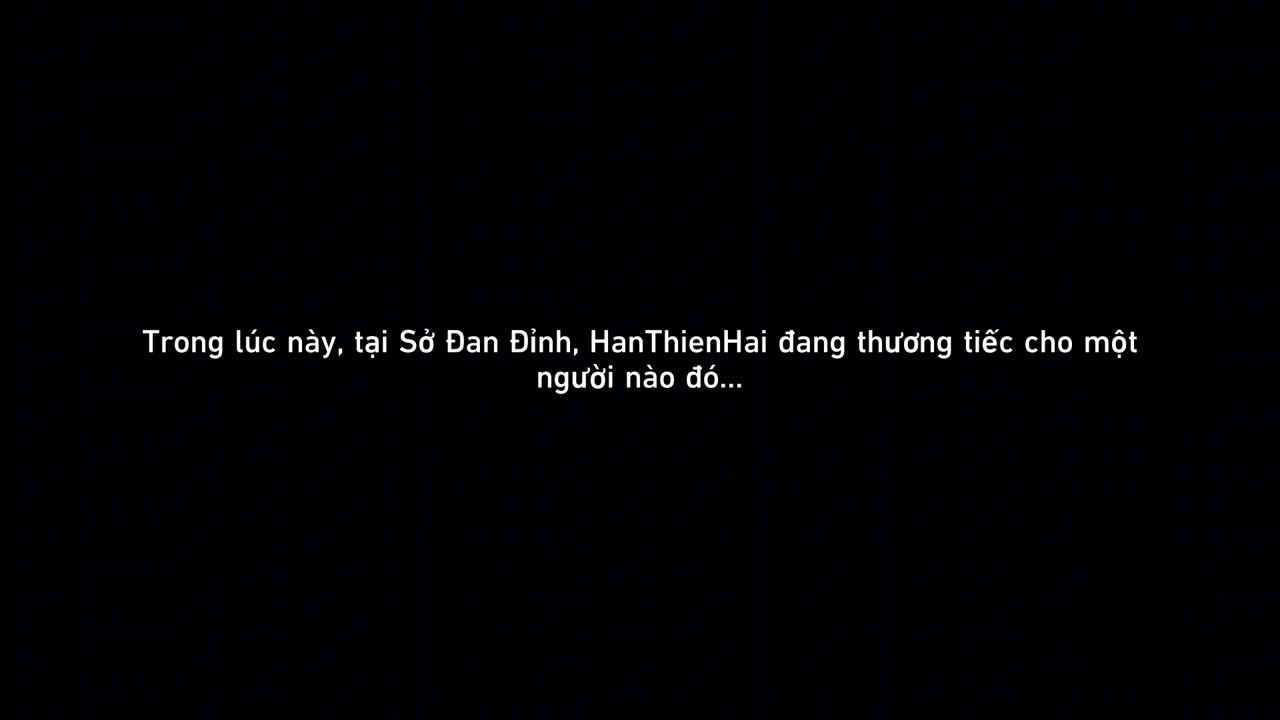 Trong lúc này, tại Sở Đan Đỉnh, HanThienHai đang thương tiếc cho một
người nào đó...